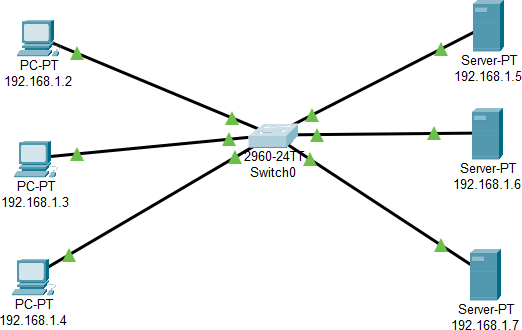 PC-PT
192.168.1.2
Server-PT
192.168.1.5
2960-24TT
Switch0
PC-PT
192.168.1.3
Server-PT
192.168.1.6
PC-PT
192.168.1.4
Server-PT
192.168.1.7